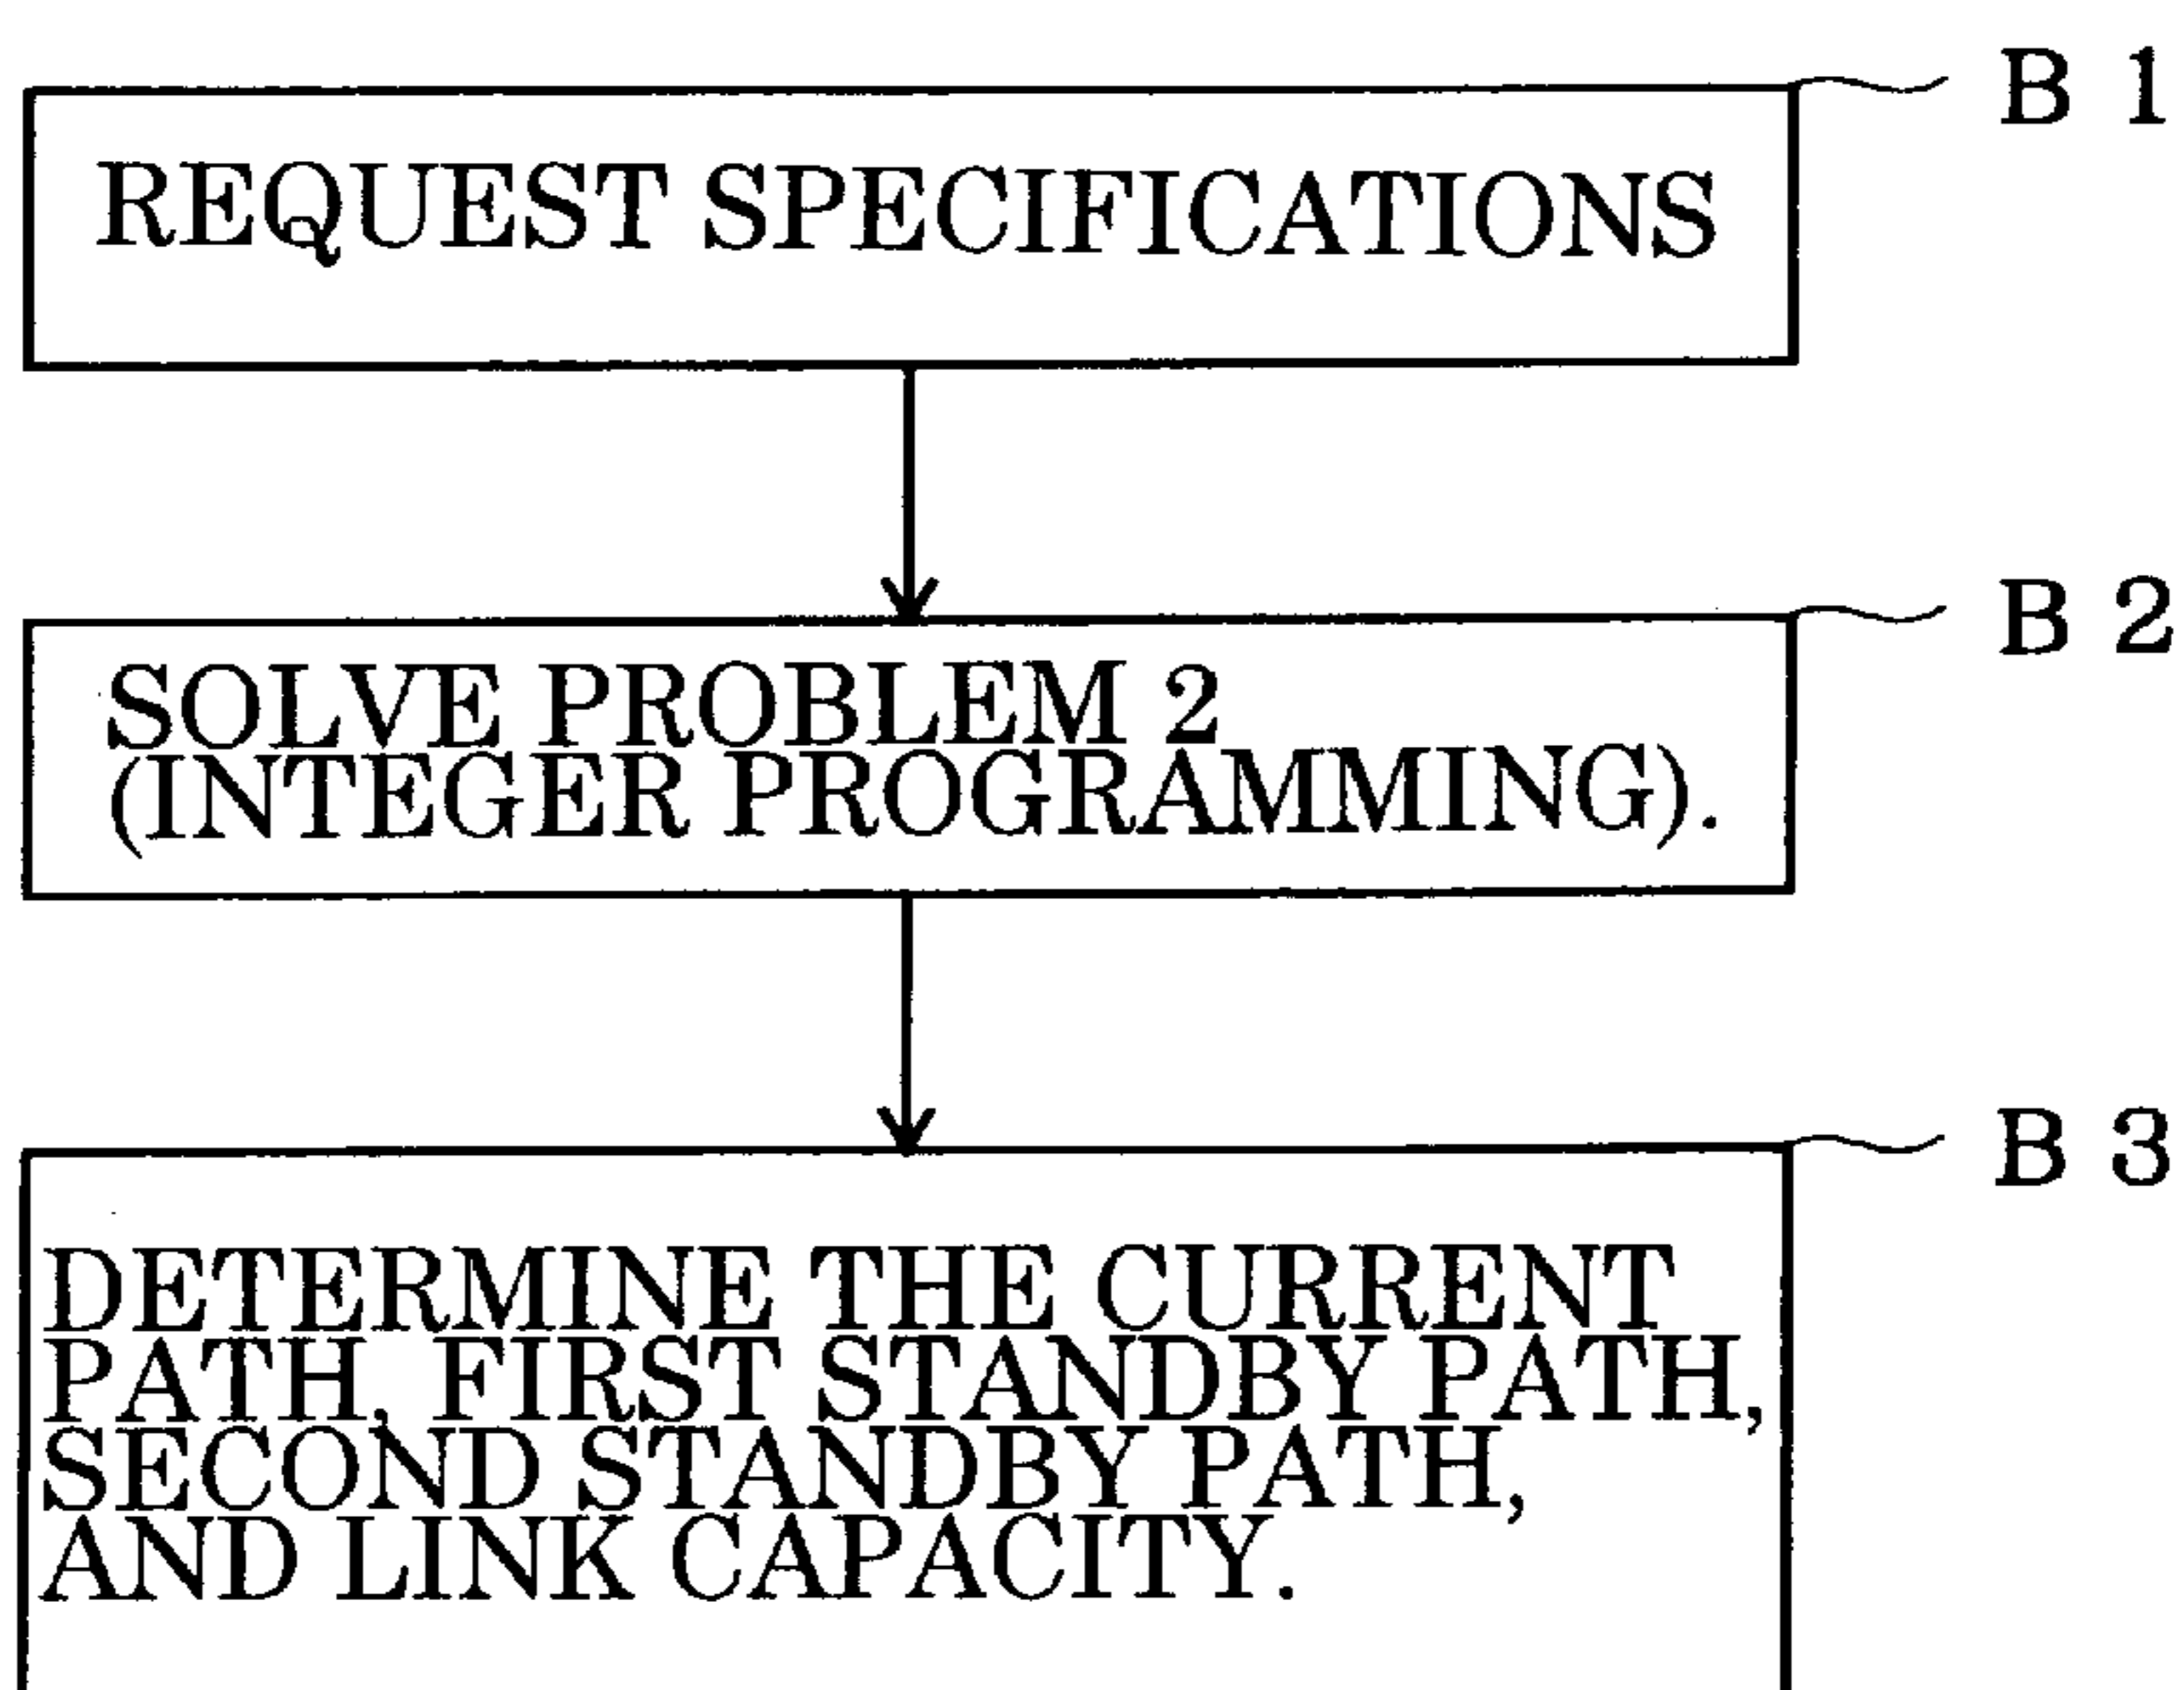 B 1
REQUEST SPECIFICATIONS
B 2
SOLVE PROBLEM 2
(INTEGER PROGRAMMING).
B 3
DETERMINE THE CURRENT
PATH, FIRST STANDBY PATH,
SECOND STANDBY PATH,
AND LINK CAPACITY.